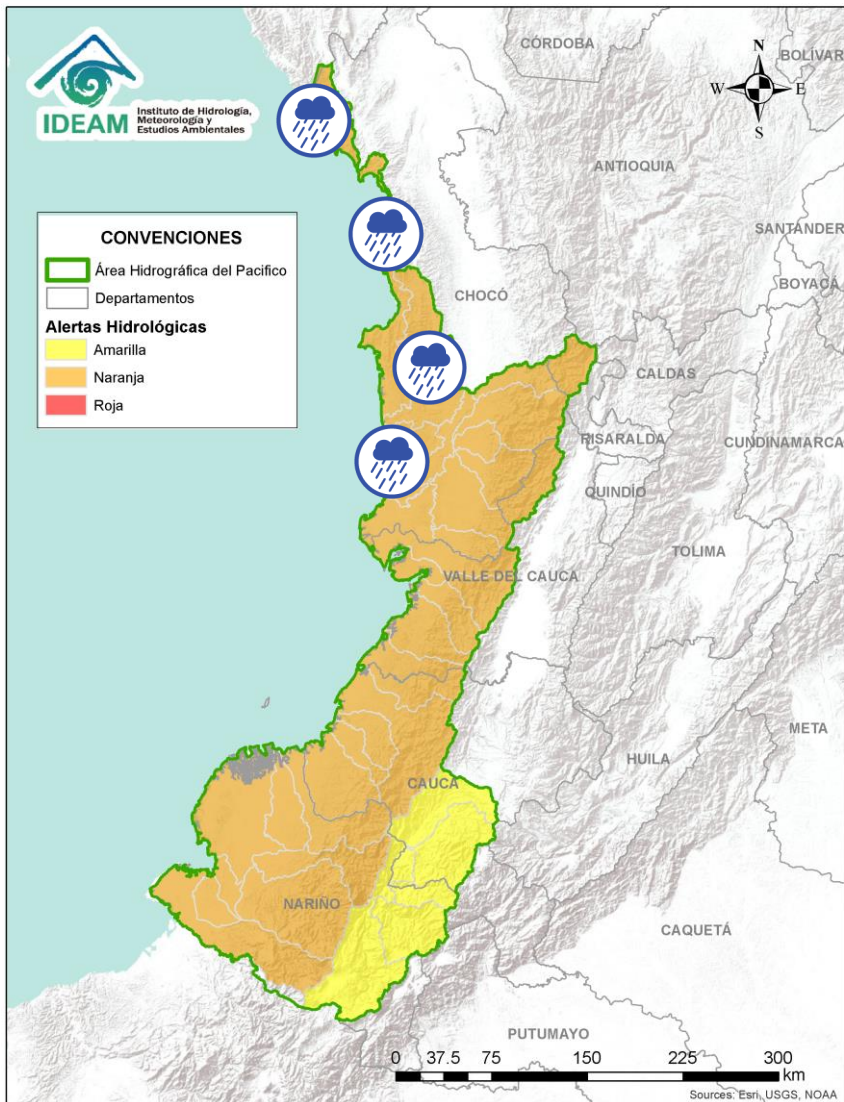 IDEAM
Instituto de Hidrología,
Meteorología y
Estudios Ambientales
CÓRDOBA
BOLÍVAR
N
W
E
S
ANTIOQUIA
CONVENCIONES
Área Hidrográfica del Pacifico
Departamentos
Alertas Hidrológicas
Amarilla
Naranja
Roja
SANTANDER
BOYACÁ
CHOCÓ
CALDAS
RISARALDA
CUNDINAMARCA
QUINDÍO
TOLIMA
VALLE DEL CAUCA
META
HUILA
CAUCA
NARIÑO
CAQUETÁ
PUTUMAYO
0 37.5 75 150 225 300
km
Sources: Esri, USGS, NOAA